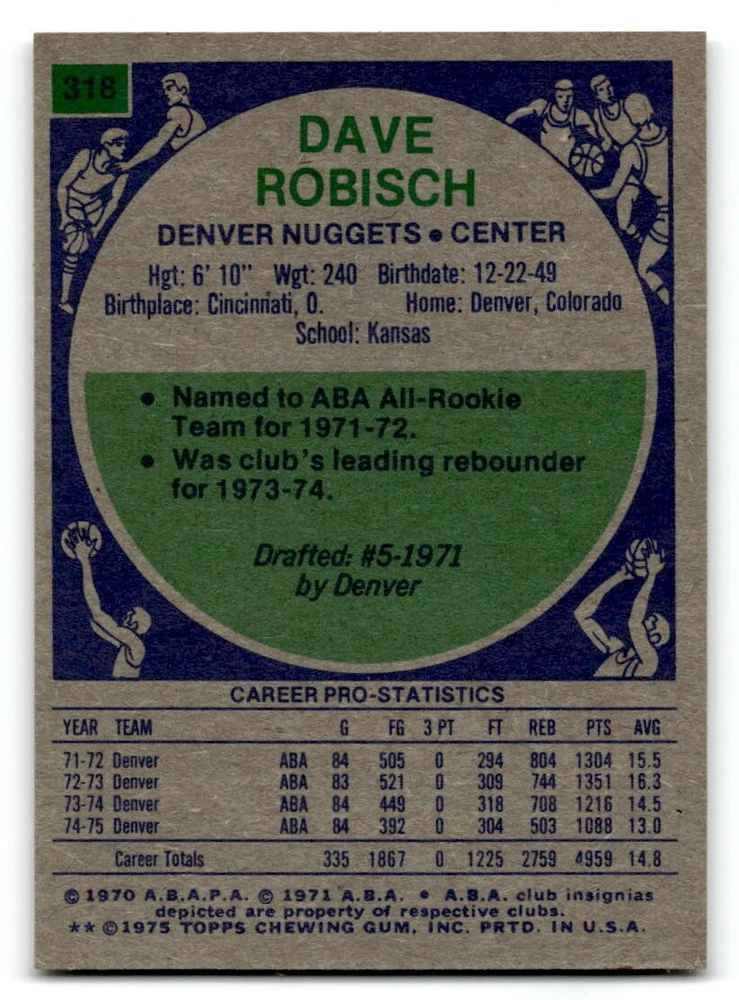 318
DAVE
ROBISCH
DENVER NUGGETS • CENTER
Hgt: 6' 10" Wgt: 240 Birthdate: 12-22-49
Birthplace: Cincinnati, O. Home: Denver, Colorado
School: Kansas
• Named to ABA All-Rookie
Team for 1971-72.
• Was club's leading rebounder
for 1973-74.
Drafted: #5-1971
by Denver
CAREER PRO-STATISTICS
YEAR TEAM G FG 3 PT FT REB PTS AVG
71-72 Denver ABA 84 505 0 294 804 1304 15.5
72-73 Denver ABA 83 521 0 309 744 1351 16.3
73-74 Denver ABA 84 449 0 318 708 1216 14.5
74-75 Denver ABA 84 392 0 304 503 1088 13.0
Career Totals 335 1867 0 1225 2759 4959 14.8
© 1970 A.B.A.P.A. © 1971 A.B.A. • A.B.A. club insignias
depicted are property of respective clubs.
** © 1975 TOPPS CHEWING GUM, INC. PRTD. IN U.S.A.